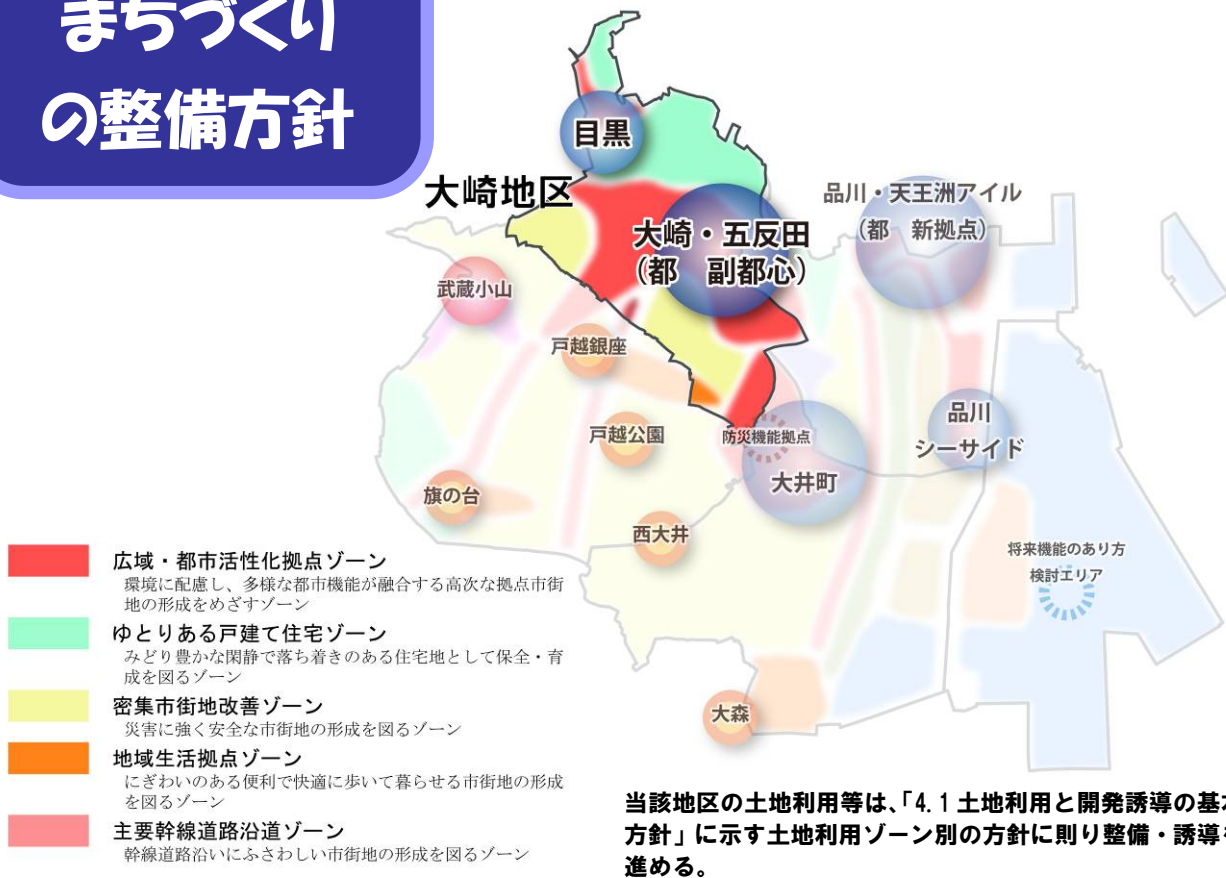 まちづくり
の整備方針
目黒
大崎地区
大崎・五反田
(都 副都心)
品川・天王洲アイル
(都 新拠点)
武蔵小山
戸越銀座
戸越公園
防災機能拠点
大井町
品川
シーサイド
旗の台
西大井
将来機能のあり方
検討エリア
大森
広域・都市活性化拠点ゾーン
環境に配慮し、多様な都市機能が融合する高次な拠点市街
地の形成をめざすゾーン
ゆとりある戸建て住宅ゾーン
みどり豊かな閑静で落ち着きのある住宅地として保全・育
成を図るゾーン
密集市街地改善ゾーン
災害に強く安全な市街地の形成を図るゾーン
地域生活拠点ゾーン
にぎわいのある便利で快適に歩いて暮らせる市街地の形成
を図るゾーン
主要幹線道路沿道ゾーン
幹線道路沿いにふさわしい市街地の形成を図るゾーン
当該地区の土地利用等は、「4.1 土地利用と開発誘導の基本
方針」に示す土地利用ゾーン別の方針に則り整備・誘導を
進める。